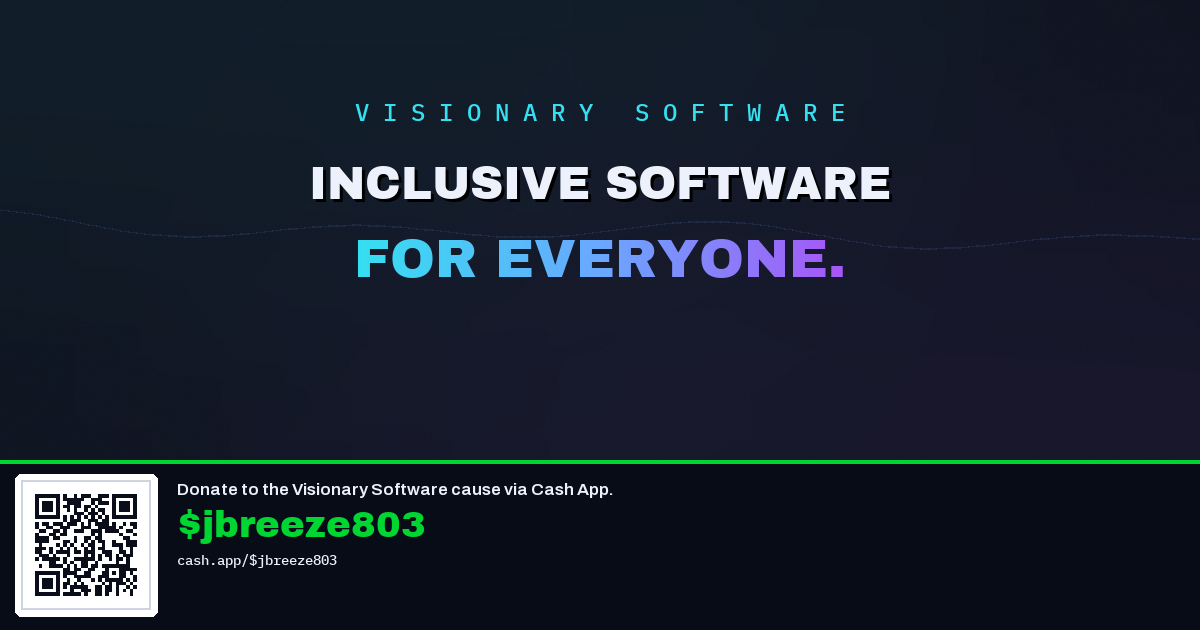 VISIONARY SOFTWARE
INCLUSIVE SOFTWARE
FOR EVERYONE.
Donate to the Visionary Software cause via Cash App.
$jbreeze803
cash.app/$jbreeze803